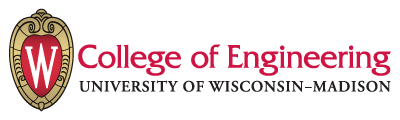 W
College of Engineering
UNIVERSITY OF WISCONSIN–MADISON